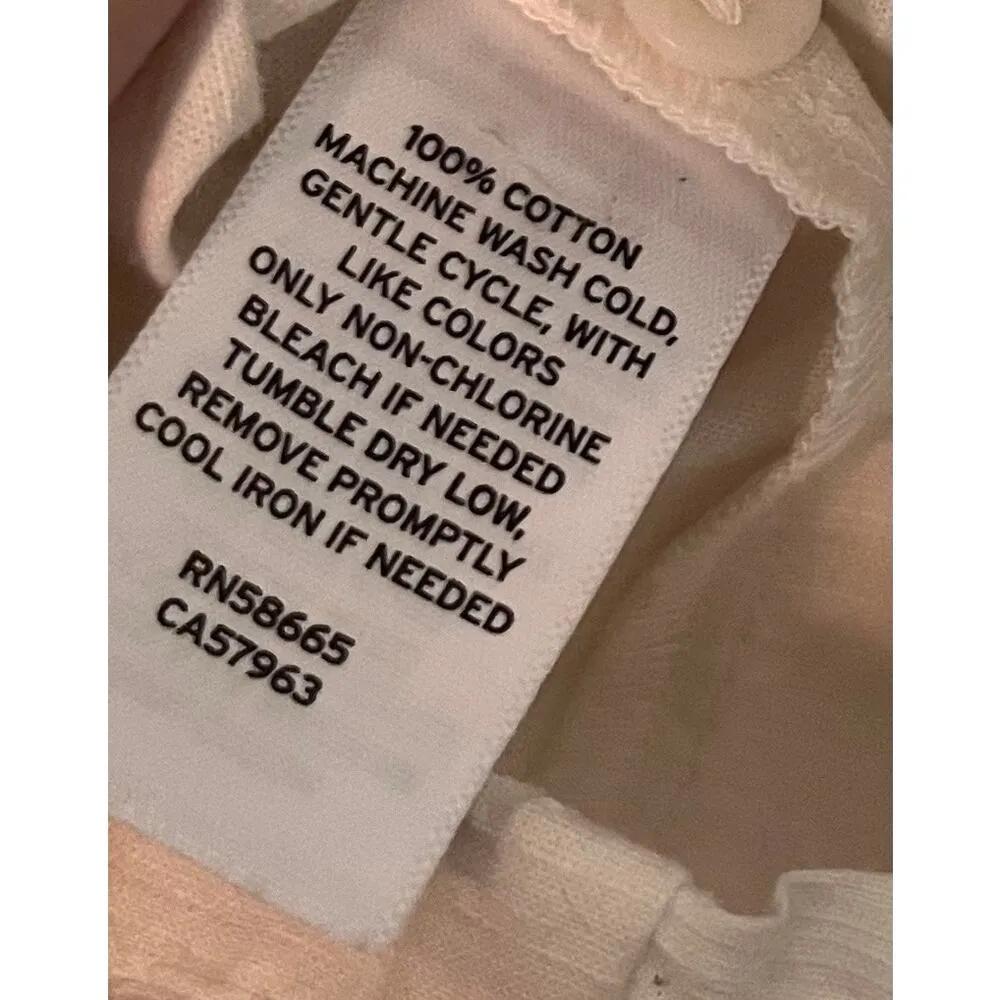 100% COTTON
MACHINE WASH COLD,
GENTLE CYCLE, WITH
LIKE COLORS
ONLY NON-CHLORINE
BLEACH IF NEEDED
TUMBLE DRY LOW,
REMOVE PROMPTLY
COOL IRON IF NEEDED
RN58665
CA57963